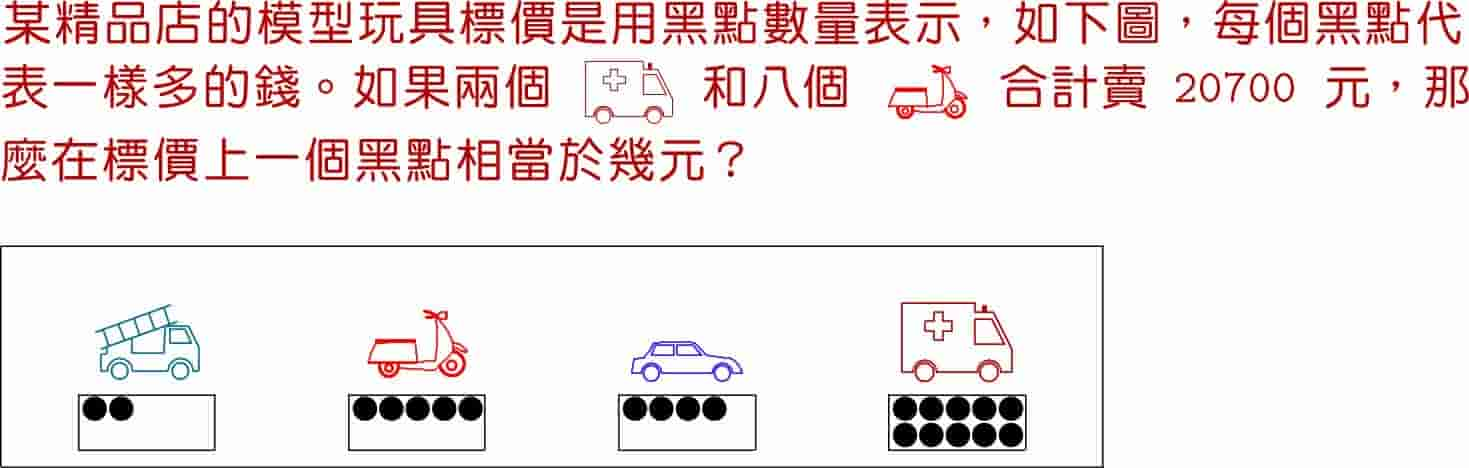 某精品店的模型玩具標價是用黑點數量表示，如下圖，每個黑點代
表一樣多的錢。如果兩個 和八個 合計賣 20700 元，那
麼在標價上一個黑點相當於幾元？